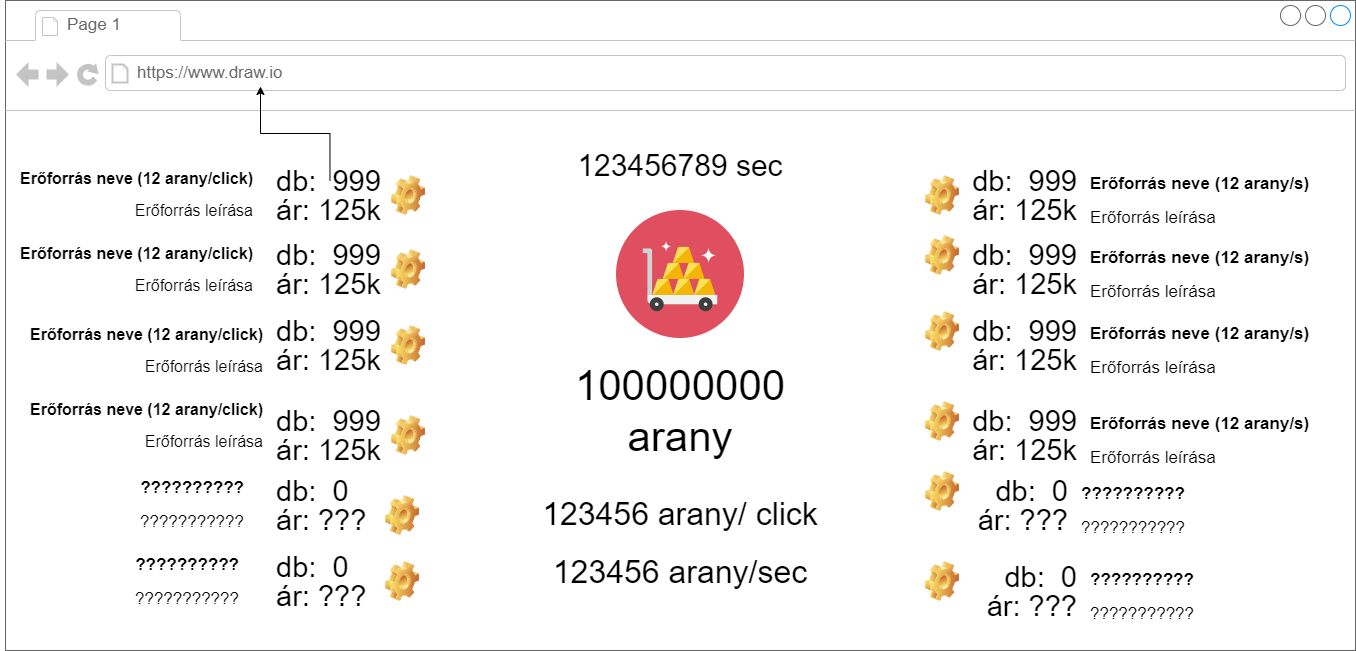 Page 1
https://www.draw.io
Erőforrás neve (12 arany/click)
Erőforrás leírása
db: 999
ár: 125k
Erőforrás neve (12 arany/click)
Erőforrás leírása
db: 999
ár: 125k
Erőforrás neve (12 arany/click)
Erőforrás leírása
db: 999
ár: 125k
Erőforrás neve (12 arany/click)
Erőforrás leírása
db: 999
ár: 125k
??????????
???????????
db: 0
ár: ???
??????????
???????????
db: 0
ár: ???
123456789 sec
100000000
arany
123456 arany/ click
123456 arany/sec
db: 999
ár: 125k
Erőforrás neve (12 arany/s)
Erőforrás leírása
db: 999
ár: 125k
Erőforrás neve (12 arany/s)
Erőforrás leírása
db: 999
ár: 125k
Erőforrás neve (12 arany/s)
Erőforrás leírása
db: 999
ár: 125k
Erőforrás neve (12 arany/s)
Erőforrás leírása
db: 0
ár: ???
??????????
???????????
db: 0
ár: ???
??????????
???????????